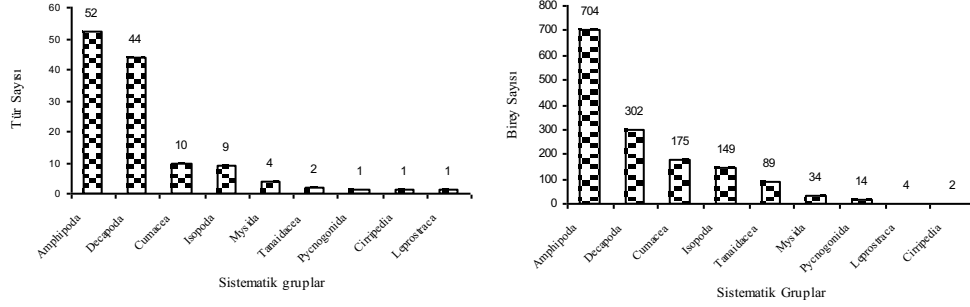 60
52
50
44
40
30
20
10
10
9
4
2
1
1
1
0
Tür Sayısı
Amphipoda
Decapoda
Cumacea
Isopoda
Mysida
Tanaidacea
Pycnogonida
Cirripedia
Leprostraca
Sistematik gruplar
800
704
700
600
500
400
302
300
200
175
149
100
89
34
14
4
2
0
Birey Sayısı
Amphipoda
Decapoda
Cumacea
Isopoda
Tanaidacea
Mysida
Pycnogonida
Leprostraca
Cirripedia
Sistematik Gruplar